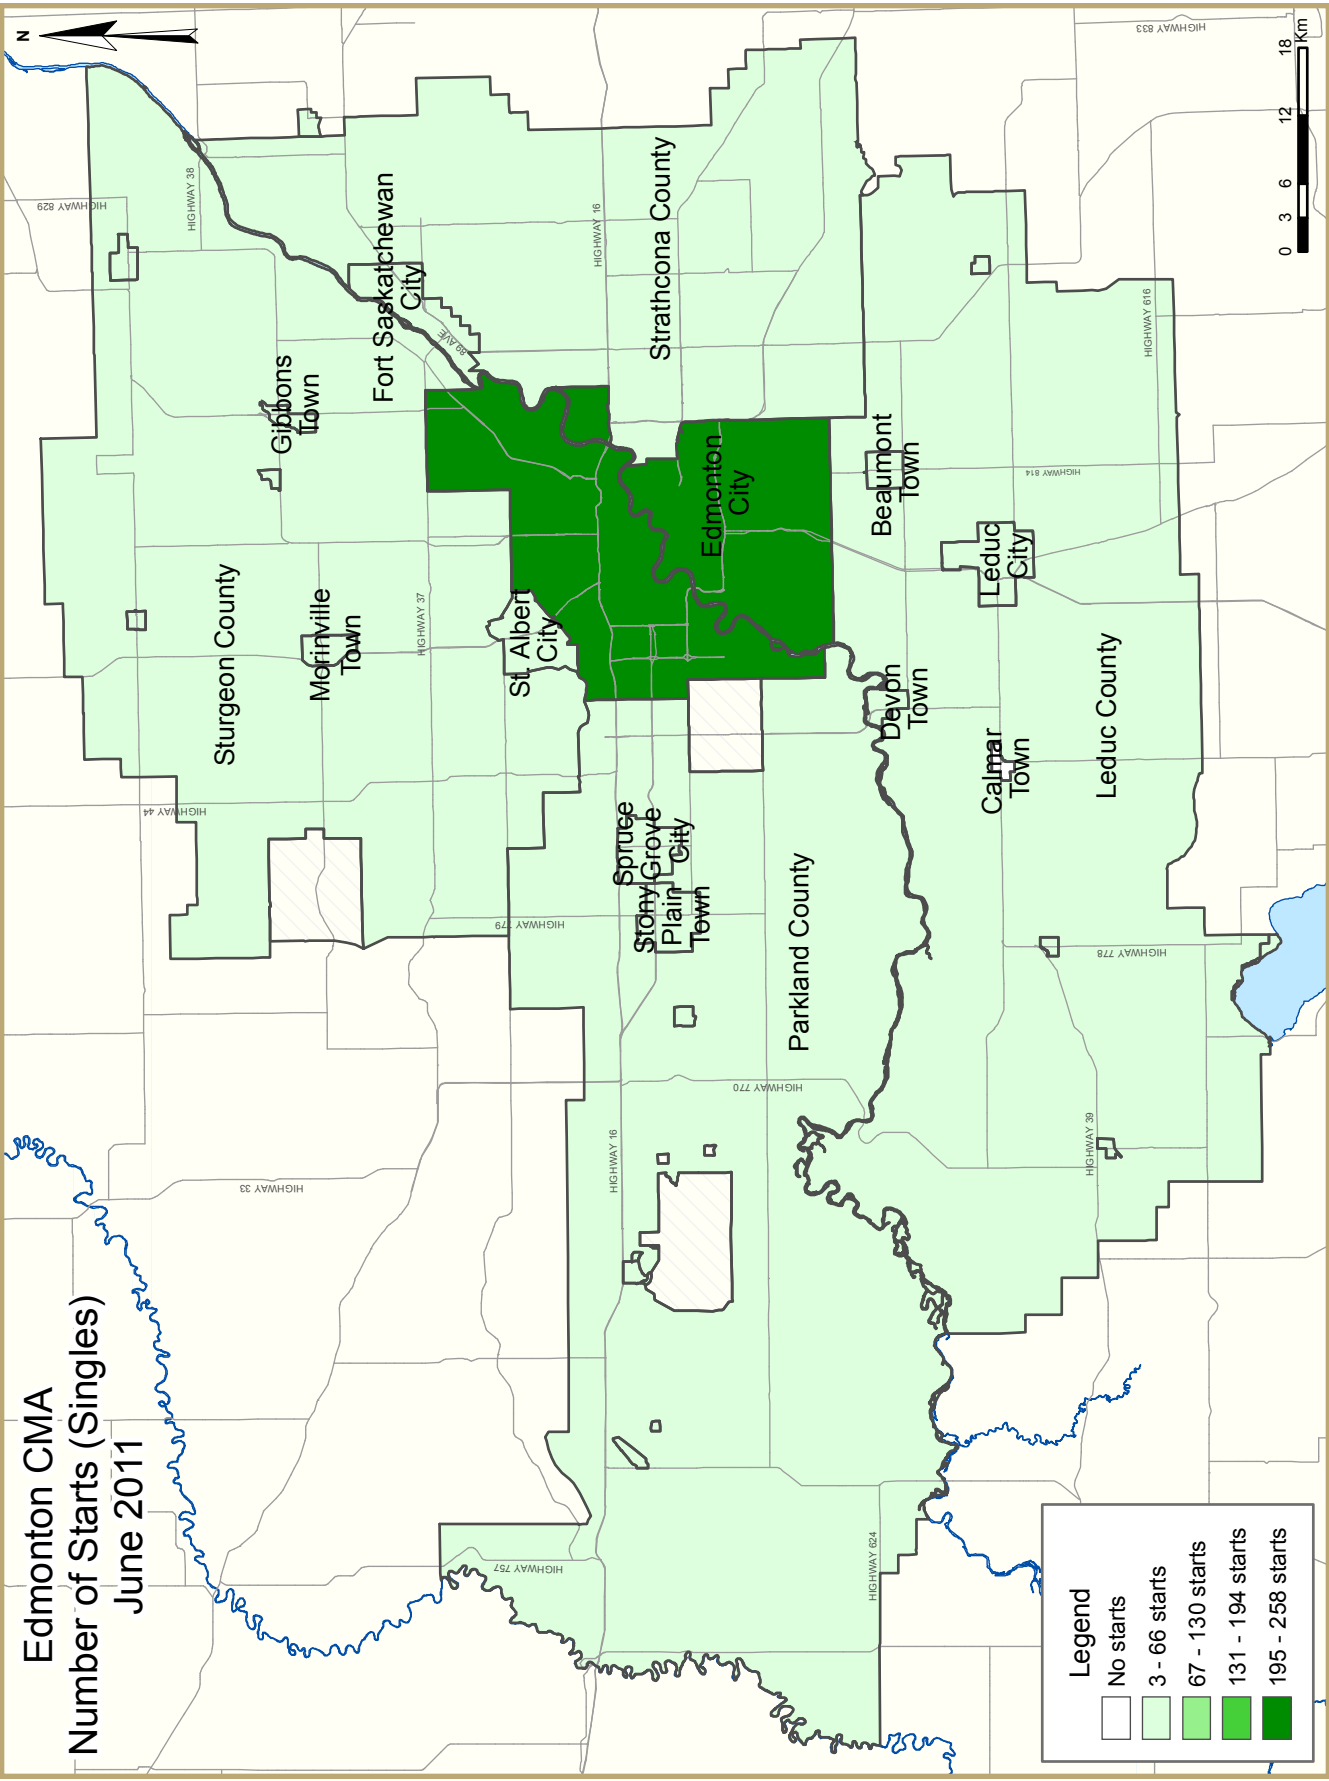 Edmonton CMA
Number of Starts (Singles)
June 2011
N
HIGHWAY 829
HIGHWAY 38
HIGHWAY 833
HIGHWAY 44
HIGHWAY 37
HIGHWAY 33
HIGHWAY 779
HIGHWAY 16
HIGHWAY 16
HIGHWAY 757
HIGHWAY 770
HIGHWAY 624
HIGHWAY 39
HIGHWAY 778
HIGHWAY 814
HIGHWAY 616
89 AVE
Sturgeon County
Gibbons
Town
Morinville
Town
Fort Saskatchewan
City
St. Albert
City
Strathcona County
Edmonton
City
Spruce
Grove
City
Stony
Plain
Town
Parkland County
Beaumont
Town
Devon
Town
Leduc
City
Calmar
Town
Leduc County
Legend
No starts
3 - 66 starts
67 - 130 starts
131 - 194 starts
195 - 258 starts
0 3 6 12 18
Km